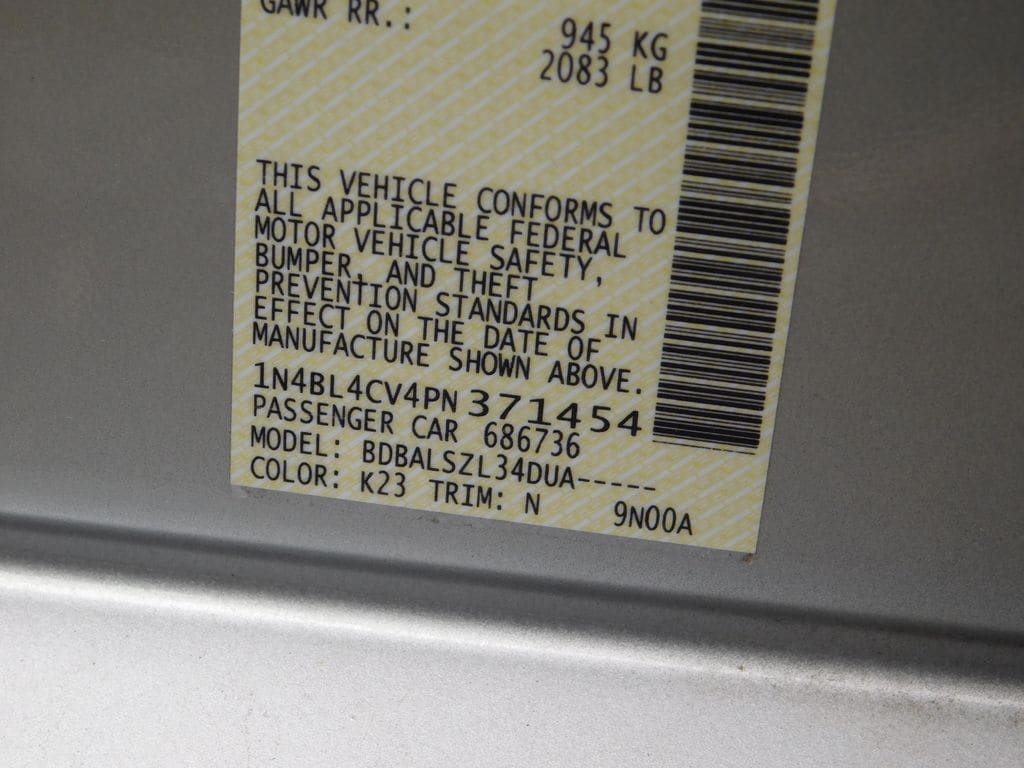 GAWR RR.:
945 KG
2083 LB
THIS VEHICLE CONFORMS TO
ALL APPLICABLE FEDERAL
MOTOR VEHICLE SAFETY,
BUMPER, AND THEFT
PREVENTION STANDARDS IN
EFFECT ON THE DATE OF
MANUFACTURE SHOWN ABOVE.
1N4BL4CV4PN 371454
PASSENGER CAR 686736
MODEL: BDBALSZL34DUA-----
COLOR: K23 TRIM: N 9N00A